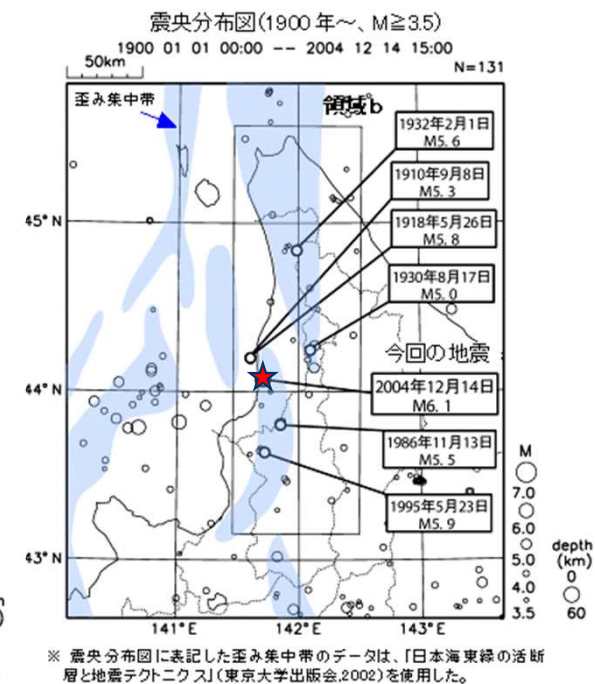 震央分布図(1900年～、M≧3.5)
1900 01 01 00:00 -- 2004 12 14 15:00
50km
N=131
歪み集中帯
領域b
1932年2月1日
M5.6
1910年9月8日
M5.3
45°N
1918年5月26日
M5.8
1930年8月17日
M5.0
今回の地震
44°N
2004年12月14日
M6.1
1986年11月13日
M5.5
M
7.0
1995年5月23日
M5.9
6.0
43°N
5.0
depth
(km)
4.0
0
3.5
60
141°E
142°E
143°E
※ 震央分布図に表記した歪み集中帯のデータは、「日本海東縁の活断
層と地震テクトニクス」(東京大学出版会,2002)を使用した。